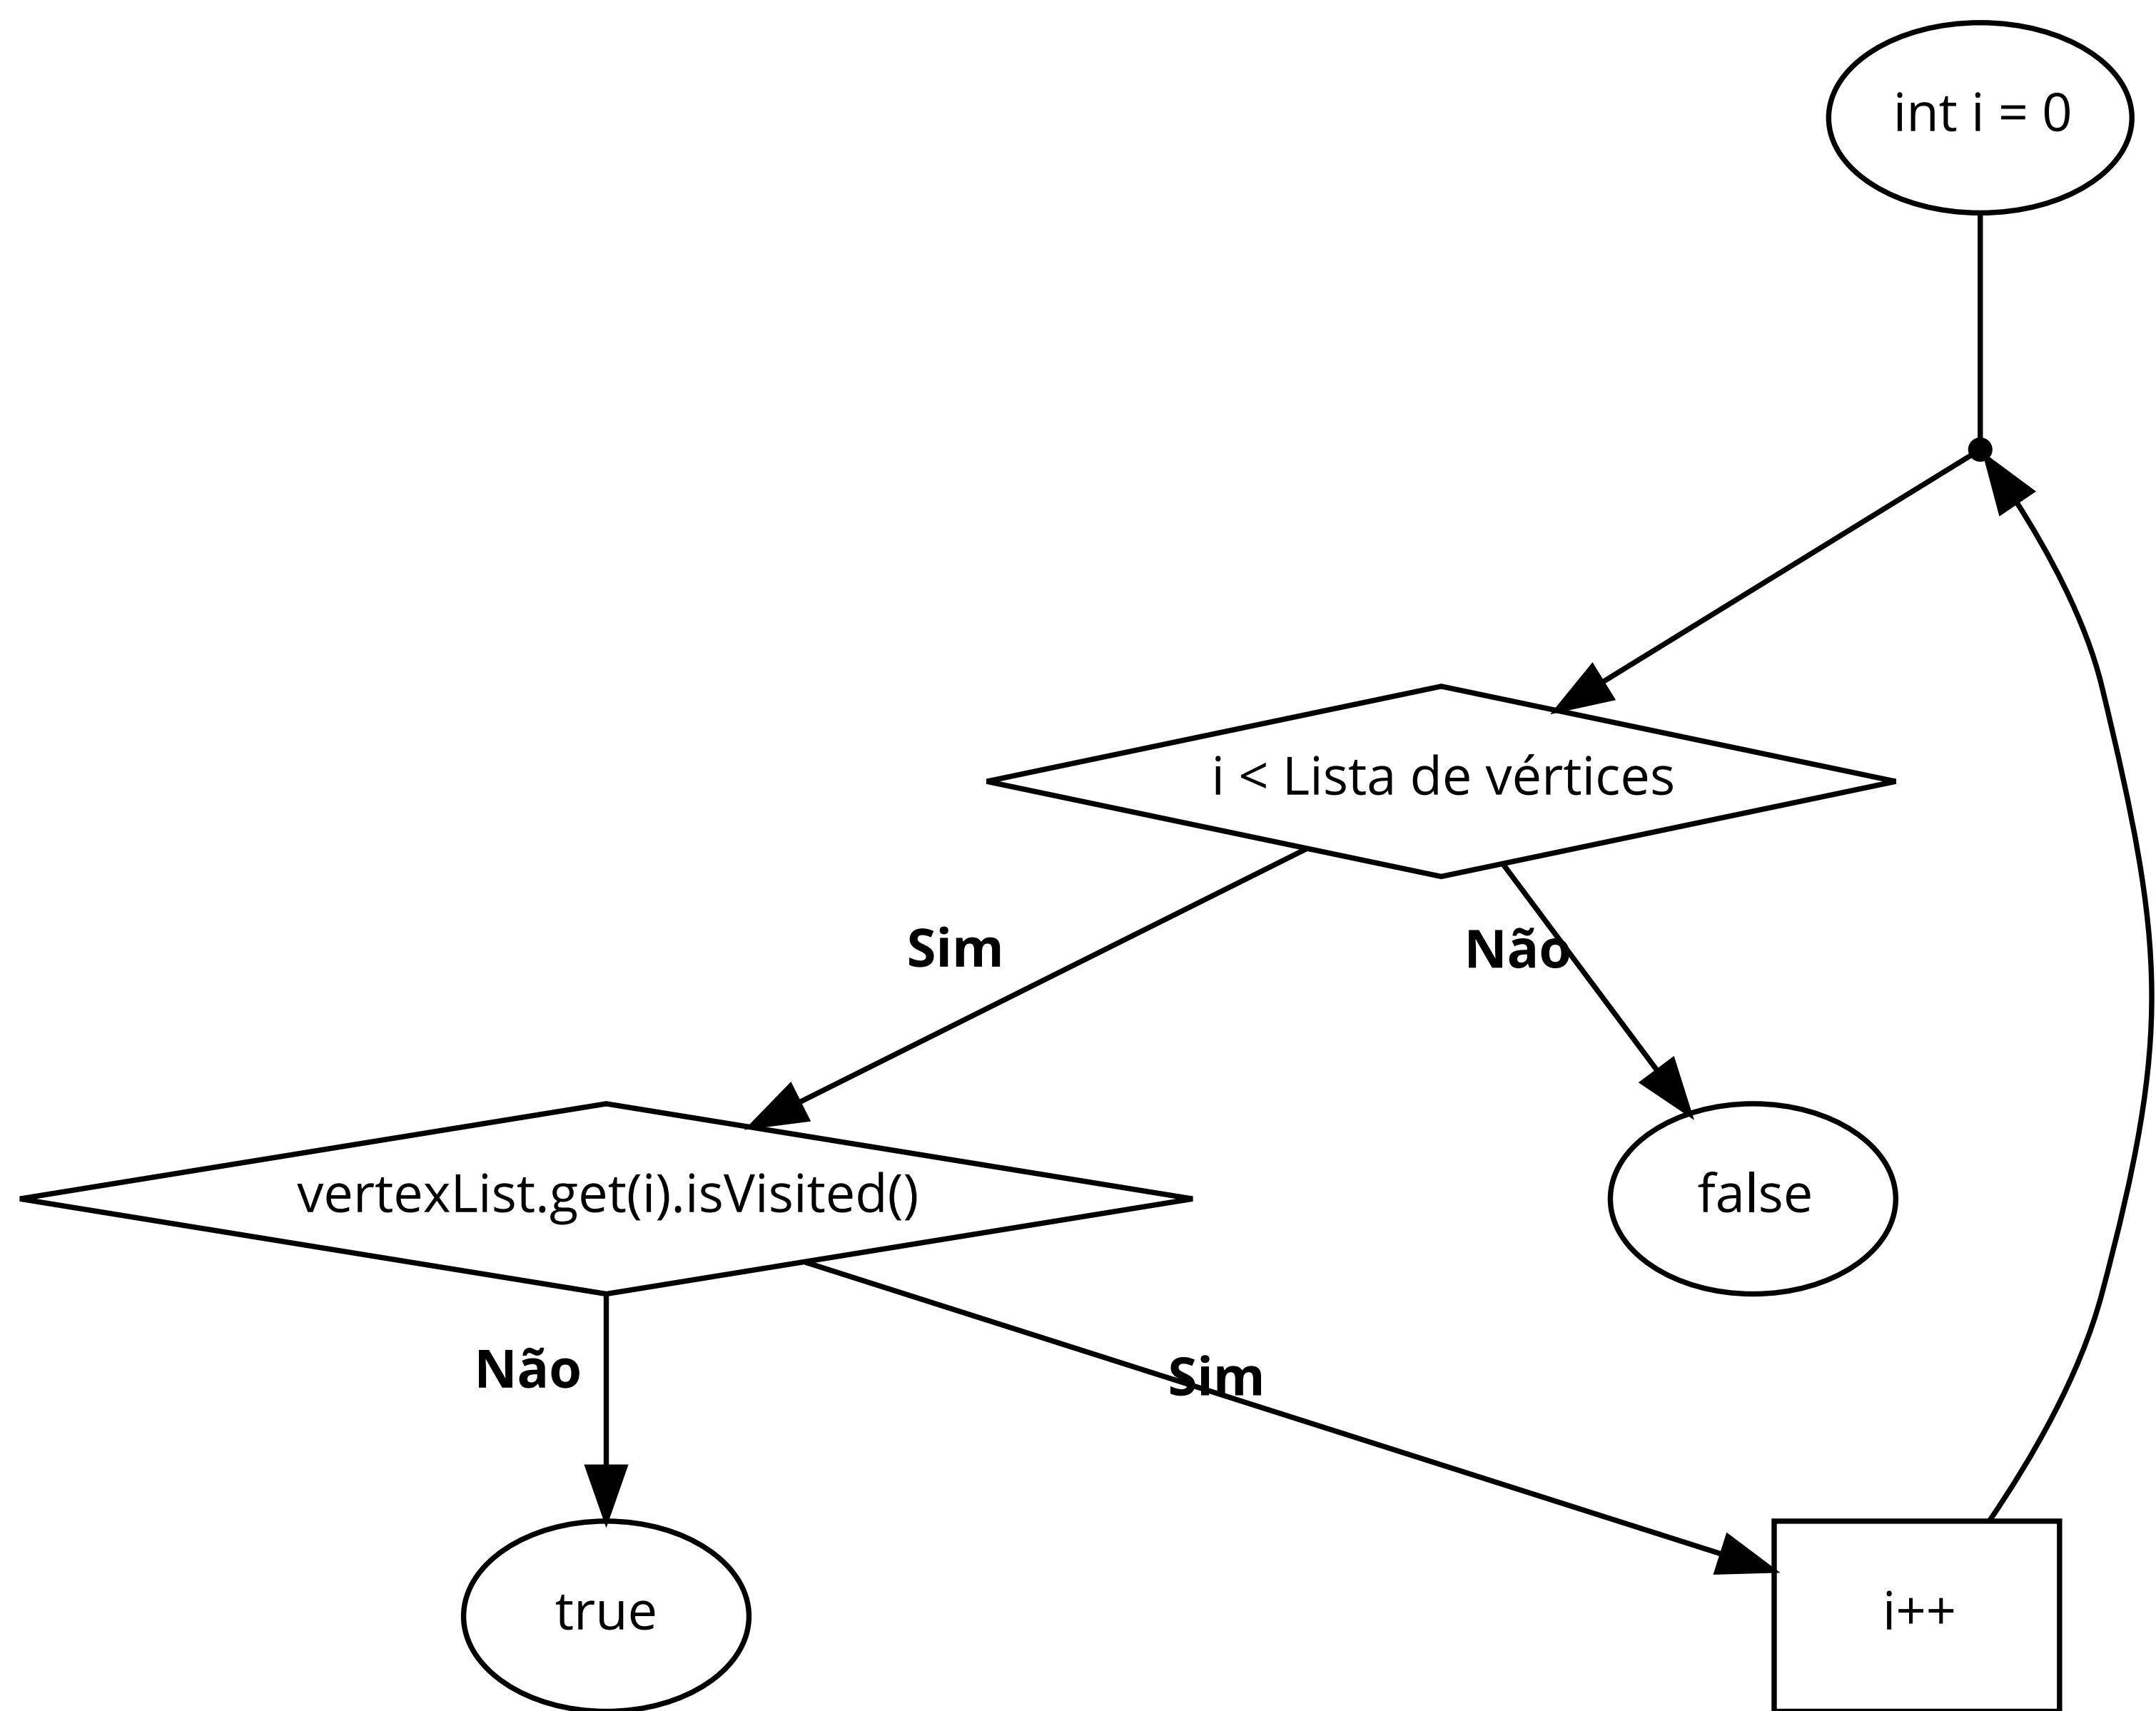 int i = 0
i < Lista de vértices
Sim
Não
vertexList.get(i).isVisited()
false
Não
Sim
true
i++